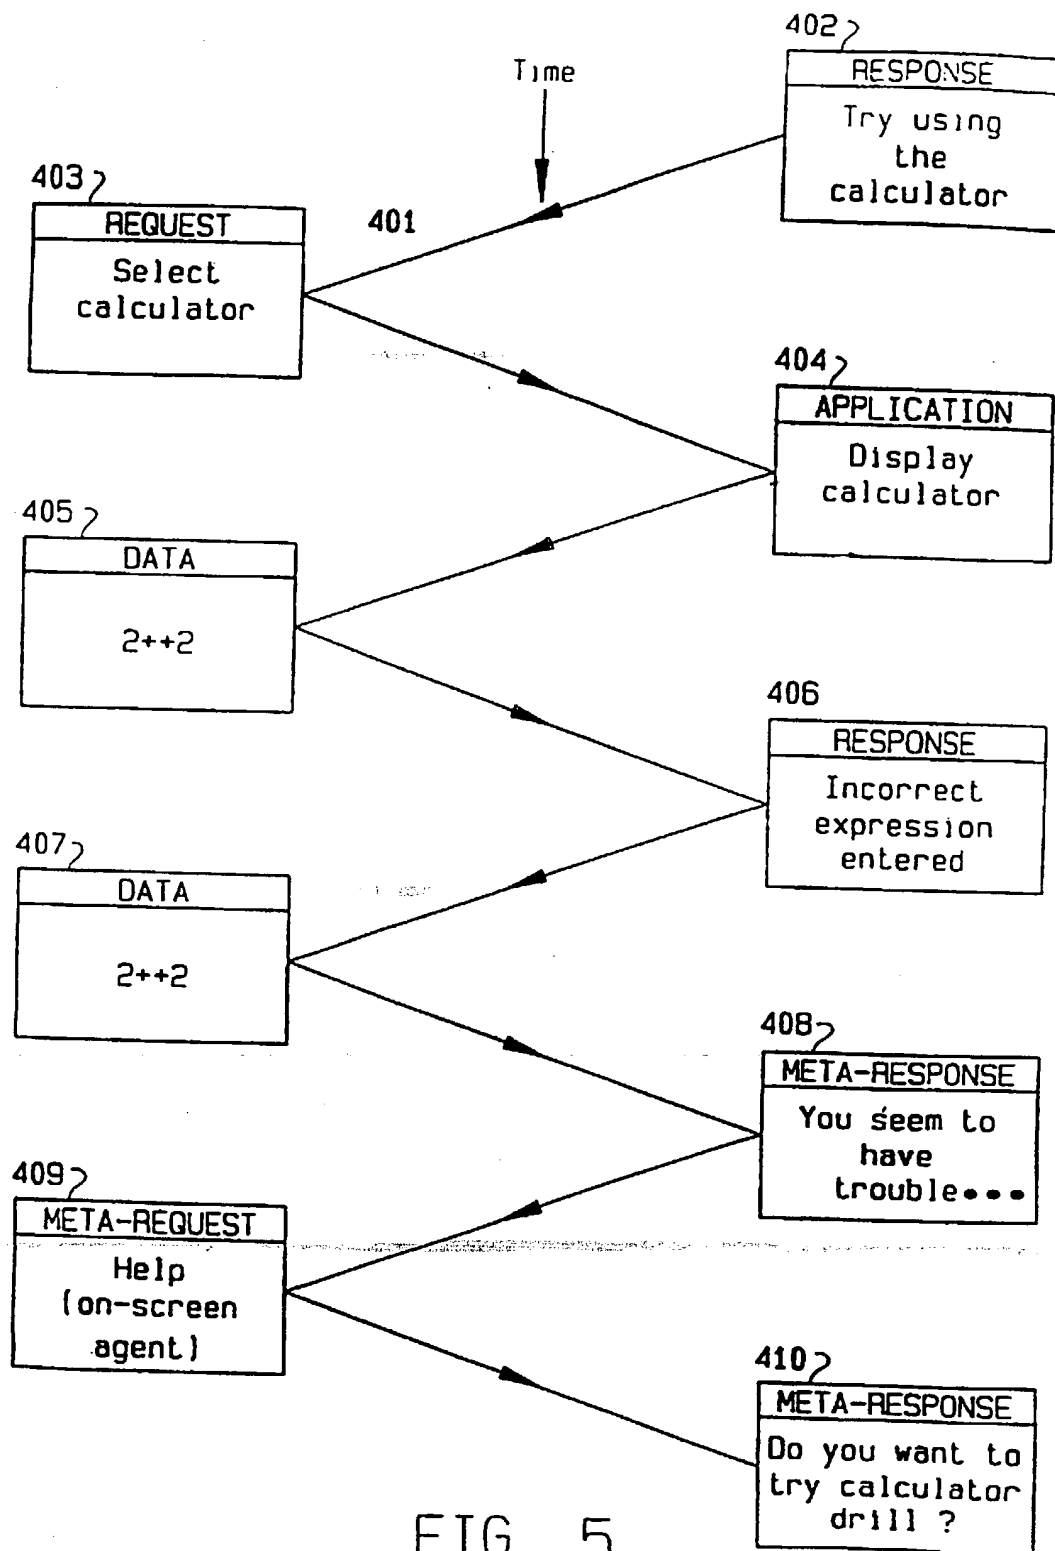 402
RESPONSE
Try using
the
calculator
Time
403
REQUEST
Select
calculator
401
404
APPLICATION
Display
calculator
405
DATA
2++2
406
RESPONSE
Incorrect
expression
entered
407
DATA
2++2
408
META-RESPONSE
You seem to
have
trouble•••
409
META-REQUEST
Help
(on-screen
agent)
410
META-RESPONSE
Do you want to
try calculator
drill ?
FIG 5